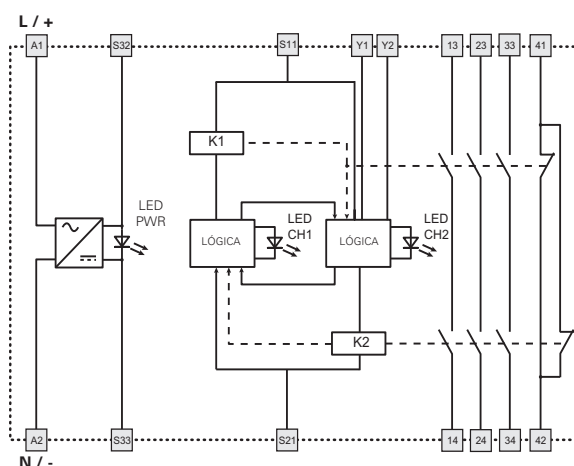 L / +
A1 S32 S11 Y1 Y2 13 23 33 41
K1
LED
PWR
LED
CH1
LED
CH2
LÓGICA LÓGICA
K2
A2 S33 S21 14 24 34 42
N / -